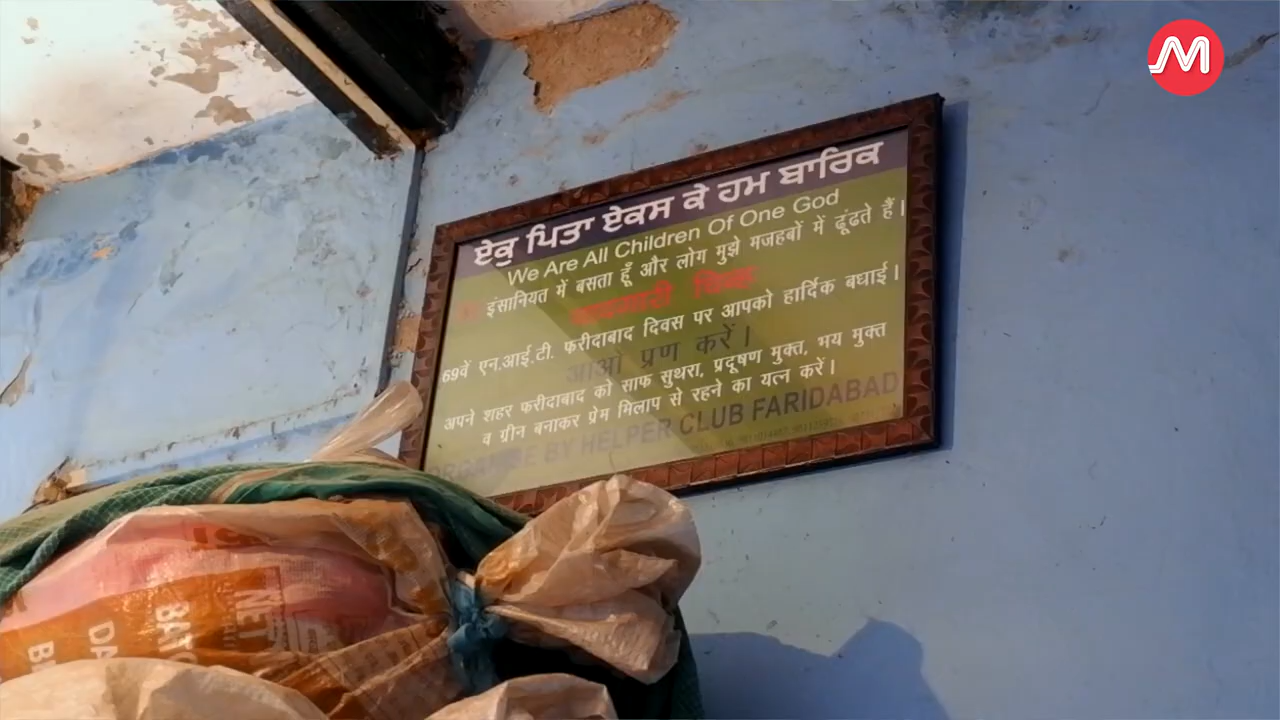 ਏਕੁ ਪਿਤਾ ਏਕਸ ਕੇ ਹਮ ਬਾਰਿਕ
We Are All Children Of One God
इंसानियत में बसता हूँ और लोग मुझे मजहबों में ढूंढते हैं।
69वें एन.आई.टी. फरीदाबाद दिवस पर आपको हार्दिक बधाई।
आओ प्रण करें।
अपने शहर फरीदाबाद को साफ सुथरा, प्रदूषण मुक्त, भय मुक्त
व ग्रीन बनाकर प्रेम मिलाप से रहने का यत्न करें।
BY HELPER CLUB FARIDABAD
NET
M